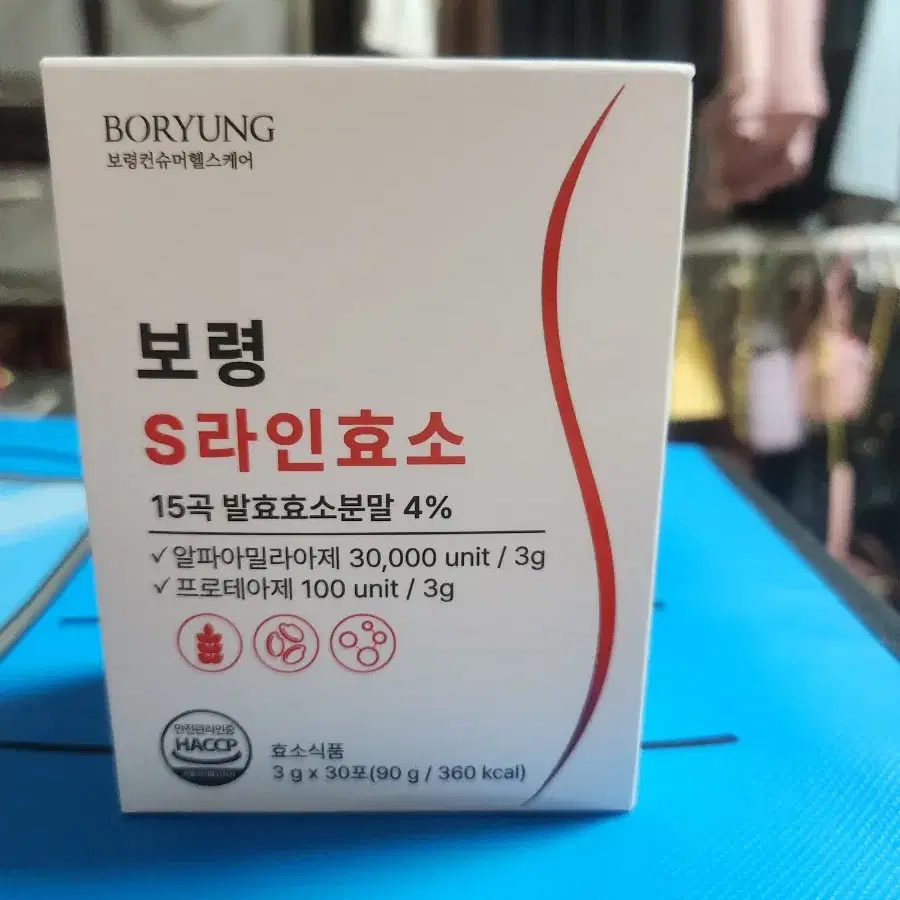 BORYUNG
보령컨슈머헬스케어
보령
S라인효소
15곡 발효효소분말 4%
✓ 알파아밀라아제 30,000 unit / 3g
✓ 프로테아제 100 unit / 3g
안전관리인증
HACCP
효소식품
3 g x 30포(90 g / 360 kcal)